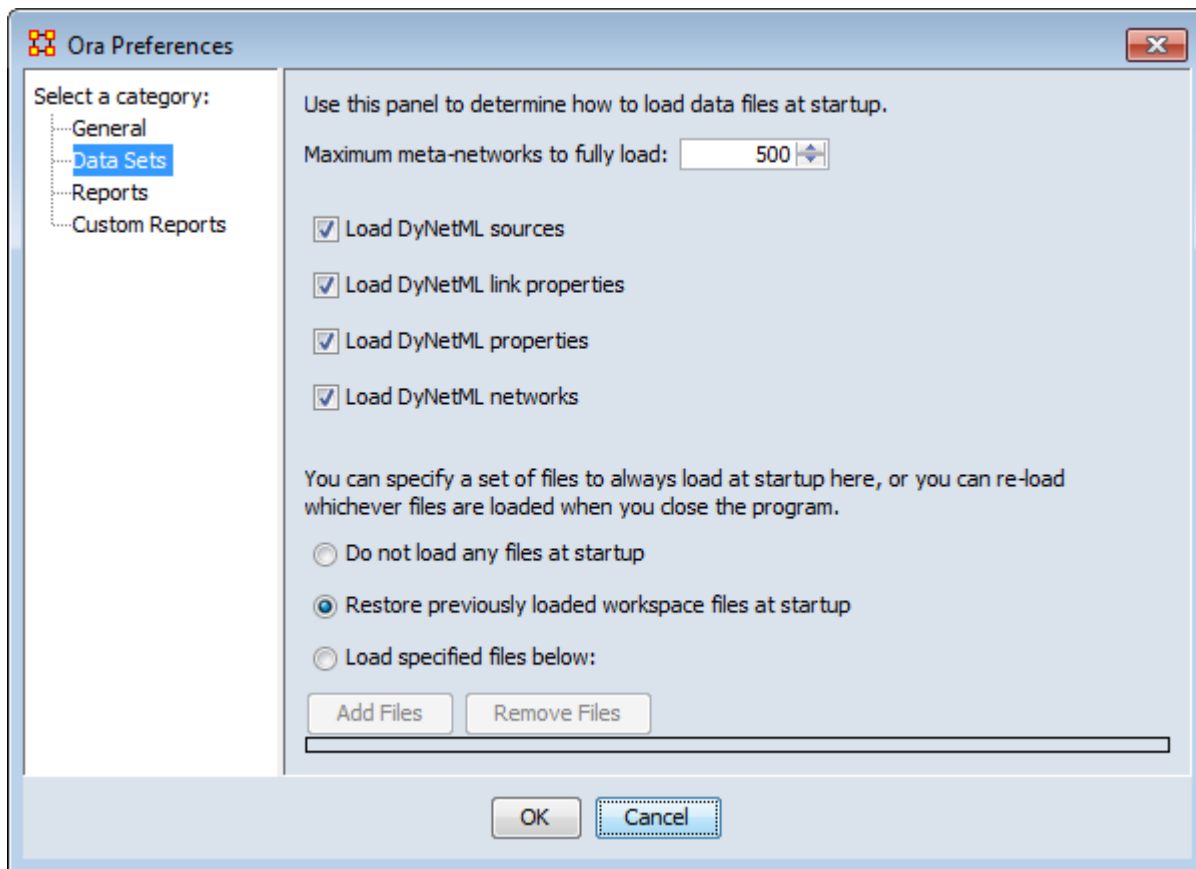 Ora Preferences
Select a category:
General
Data Sets
Reports
Custom Reports
Use this panel to determine how to load data files at startup.
Maximum meta-networks to fully load: 500
Load DyNetML sources
Load DyNetML link properties
Load DyNetML properties
Load DyNetML networks
You can specify a set of files to always load at startup here, or you can re-load
whichever files are loaded when you close the program.
Do not load any files at startup
Restore previously loaded workspace files at startup
Load specified files below:
Add Files Remove Files
OK Cancel